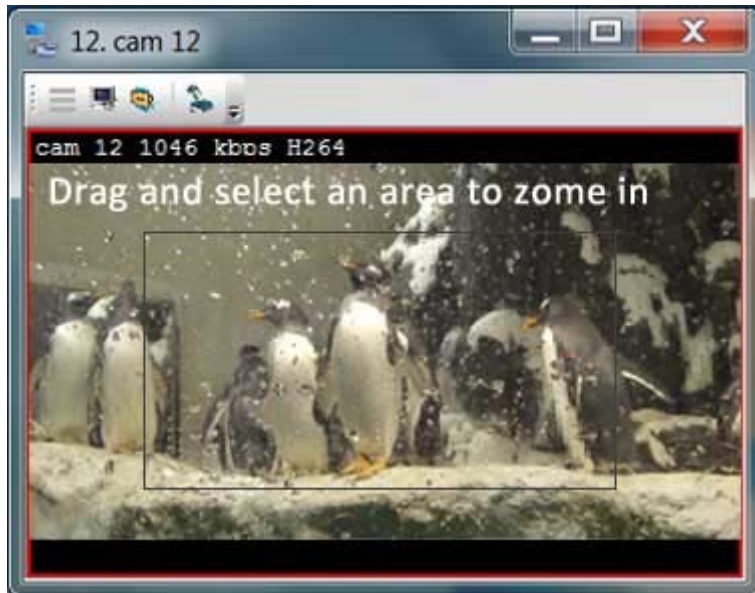 12. cam 12
cam 12 1046 kbps H264
Drag and select an area to zome in